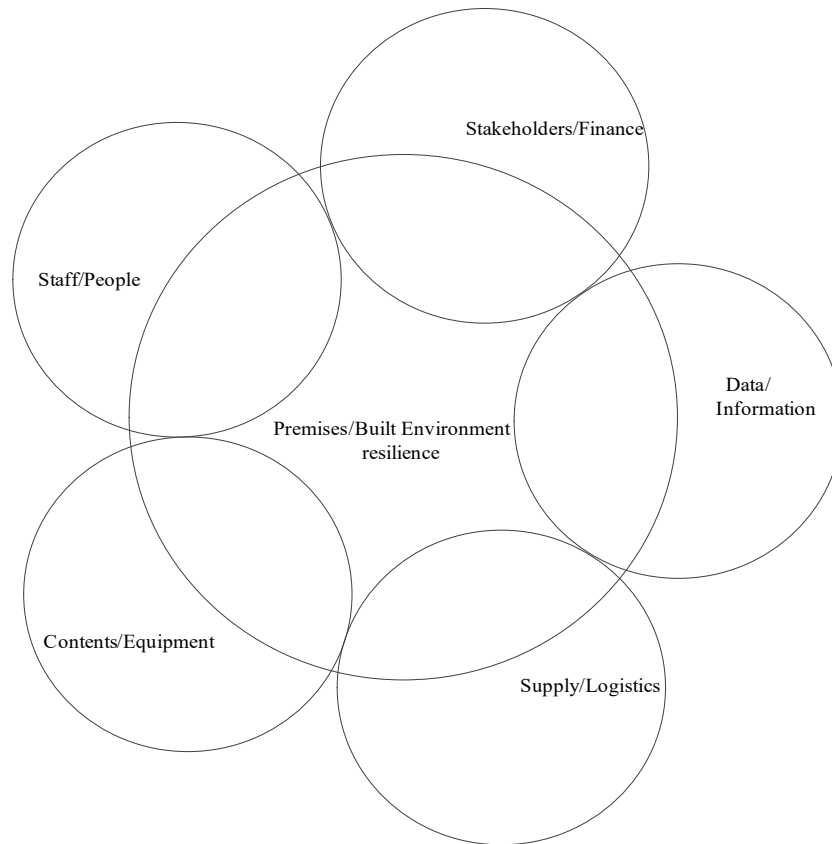 Stakeholders/Finance
Staff/People
Data/
Information
Premises/Built Environment
resilience
Contents/Equipment
Supply/Logistics